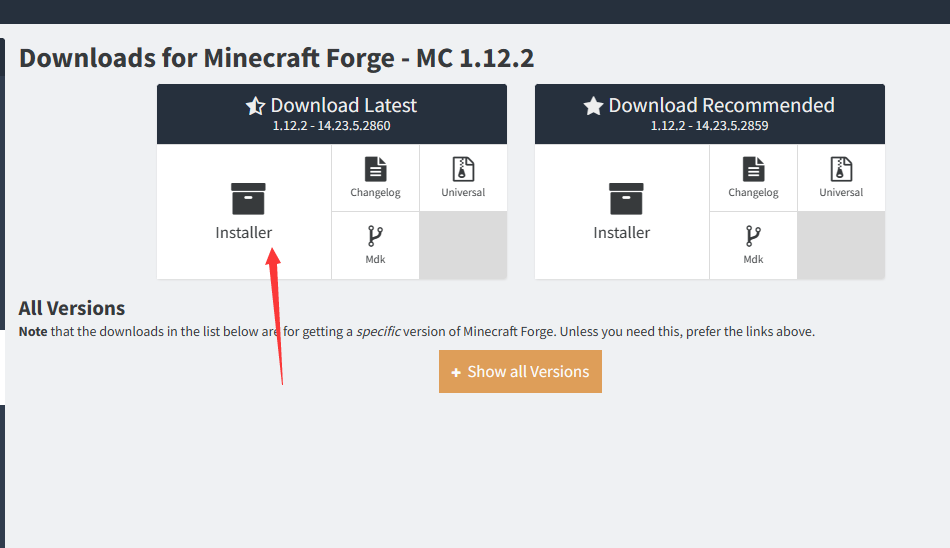 Downloads for Minecraft Forge - MC 1.12.2
Download Latest
1.12.2 - 14.23.5.2860
Installer
Changelog
Universal
Mdk
Download Recommended
1.12.2 - 14.23.5.2859
Installer
Changelog
Universal
Mdk
All Versions
Note that the downloads in the list below are for getting a specific version of Minecraft Forge. Unless you need this, prefer the links above.
+ Show all Versions